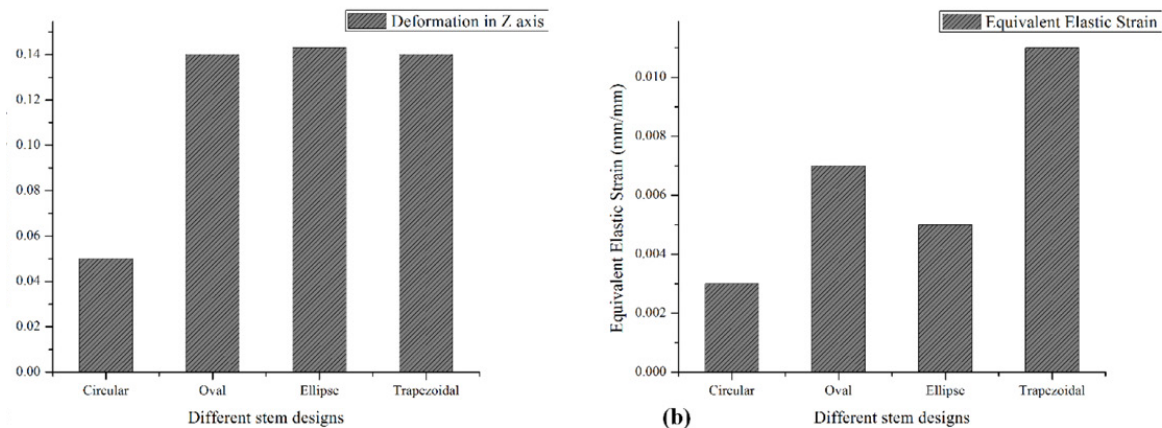 Deformation in Z axis
0.14
0.12
0.10
0.08
0.06
0.04
0.02
0.00
Circular Oval Ellipse Trapezoidal
Different stem designs
Equivalent Elastic Strain
0.010
0.008
0.006
0.004
0.002
0.000
Equivalent Elastic Strain (mm/mm)
Circular Oval Ellipse Trapezoidal
(b) Different stem designs